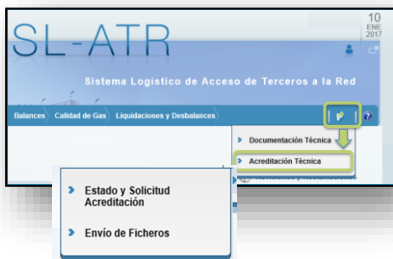 10
ENE
2017
SL-ATR
Sistema Logístico de Acceso de Terceros a la Red
Balances Calidad de Gas Liquidaciones y Desbalances
Documentación Técnica
Acreditación Técnica
Estado y Solicitud
Acreditación
Envío de Ficheros